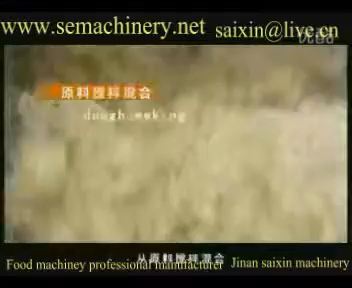 www.semachinery.net saixin@live.cn
原料搅拌混合
dough making
从原料搅拌混合
Food machiney professional manufacturer Jinan saixin machinery